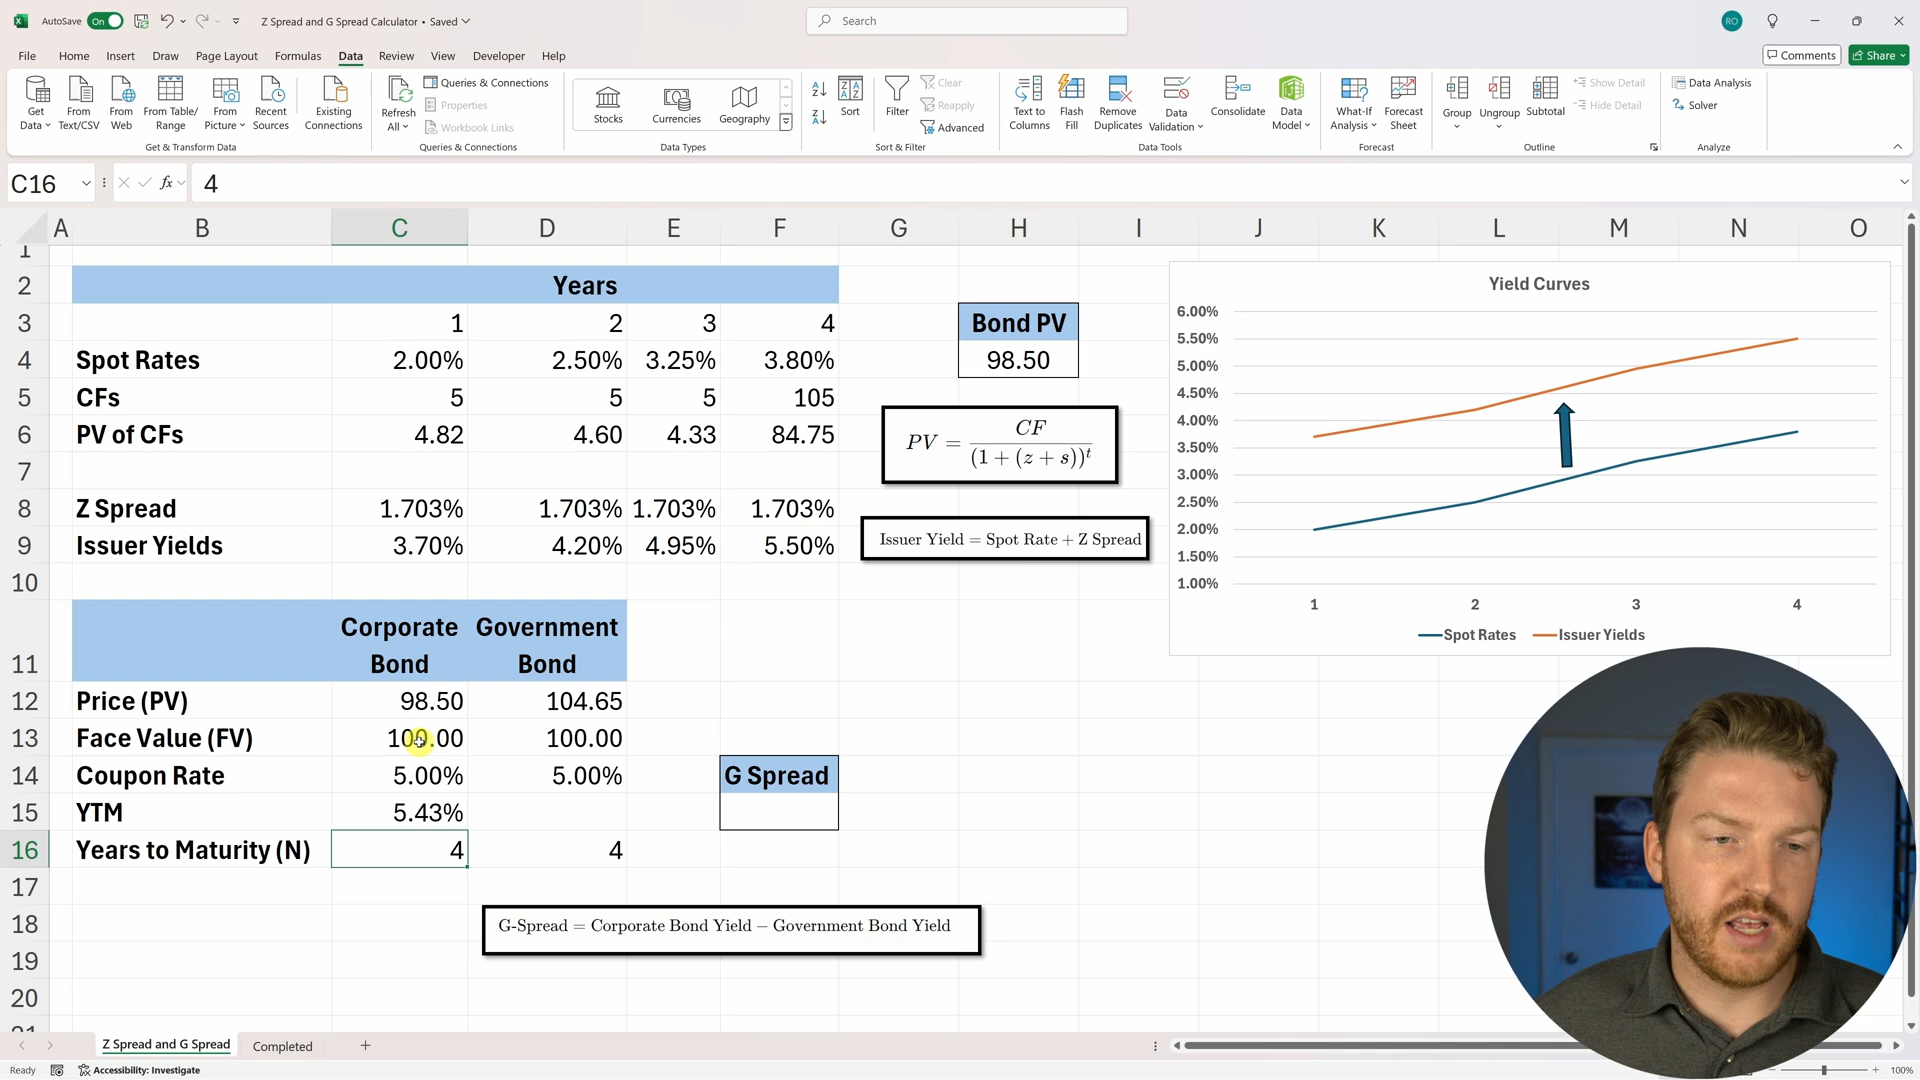 AutoSave On Z Spread and G Spread Calculator • Saved Search RO
File Home Insert Draw Page Layout Formulas Data Review View Developer Help Comments Share
Get Data From Text/CSV From Web From Table/Range From Picture Recent Sources Existing Connections
Get & Transform Data
Refresh All Queries & Connections Properties Workbook Links
Queries & Connections
Stocks Currencies Geography
Data Types
Sort Filter Clear Reapply Advanced
Sort & Filter
Text to Columns Flash Fill Remove Duplicates Data Validation Consolidate Data Model
Data Tools
What-If Analysis Forecast Sheet
Forecast
Group Ungroup Subtotal Show Detail Hide Detail
Outline
Data Analysis Solver
Analyze
C16 fx 4
A B C D E F G H I J K L M N O
1
2 Years
3 1 2 3 4 Bond PV
4 Spot Rates 2.00% 2.50% 3.25% 3.80% 98.50
5 CFs 5 5 5 105
6 PV of CFs 4.82 4.60 4.33 84.75
PV = CF / (1 + (z + s))^t
7
8 Z Spread 1.703% 1.703% 1.703% 1.703%
9 Issuer Yields 3.70% 4.20% 4.95% 5.50%
Issuer Yield = Spot Rate + Z Spread
10
Yield Curves
6.00%
5.50%
5.00%
4.50%
4.00%
3.50%
3.00%
2.50%
2.00%
1.50%
1.00%
1 2 3 4
Spot Rates Issuer Yields
11 Corporate Bond Government Bond
12 Price (PV) 98.50 104.65
13 Face Value (FV) 100.00 100.00
14 Coupon Rate 5.00% 5.00% G Spread
15 YTM 5.43%
16 Years to Maturity (N) 4 4
17
18 G-Spread = Corporate Bond Yield − Government Bond Yield
19
20
Z Spread and G Spread Completed
Ready Accessibility: Investigate 100%